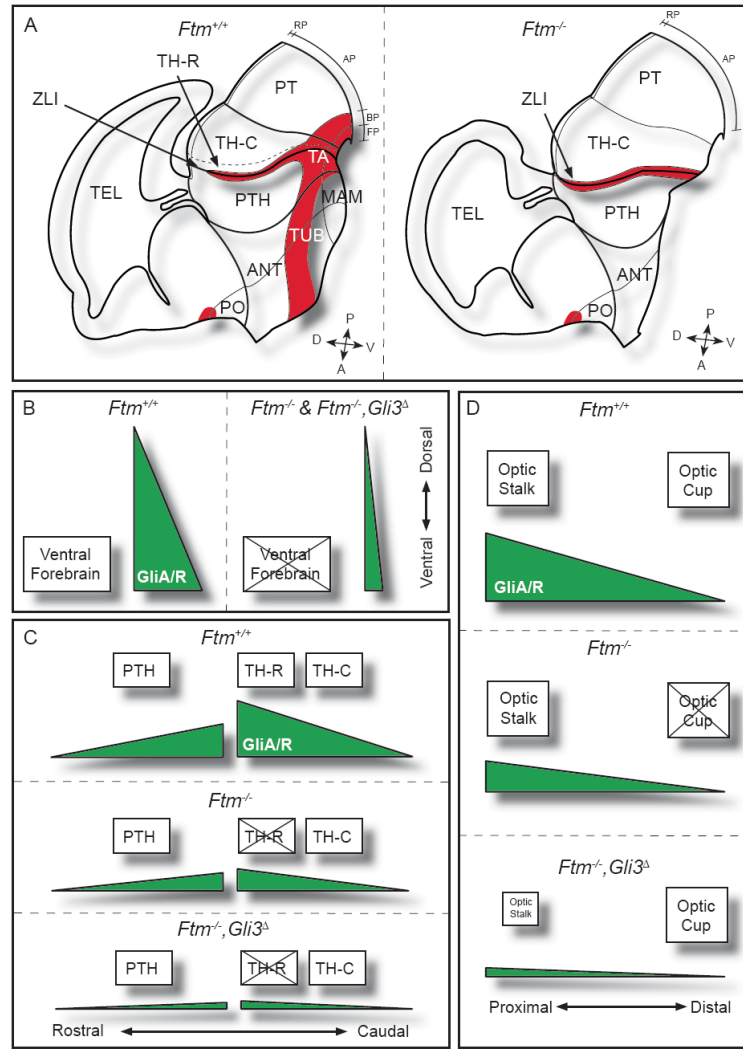 A
Ftm+/+
Ftm-/-
TH-R
ZLI
PT
RP
AP
BP
FP
TH-C
TA
TEL
PTH
MAM
TUB
ANT
PO
P
D
V
A
RP
AP
PT
ZLI
TH-C
TEL
PTH
ANT
PO
P
D
V
A
B
Ftm+/+
Ftm-/- & Ftm-/-,Gli3Δ
Ventral
Forebrain
GliA/R
Ventral
Forebrain
Ventral
Dorsal
C
Ftm+/+
PTH
TH-R
TH-C
GliA/R
Ftm-/-
PTH
TH-R
TH-C
Ftm-/-,Gli3Δ
PTH
TH-R
TH-C
Rostral
Caudal
D
Ftm+/+
Optic
Stalk
Optic
Cup
GliA/R
Ftm-/-
Optic
Stalk
Optic
Cup
Ftm-/-,Gli3Δ
Optic
Stalk
Optic
Cup
Proximal
Distal